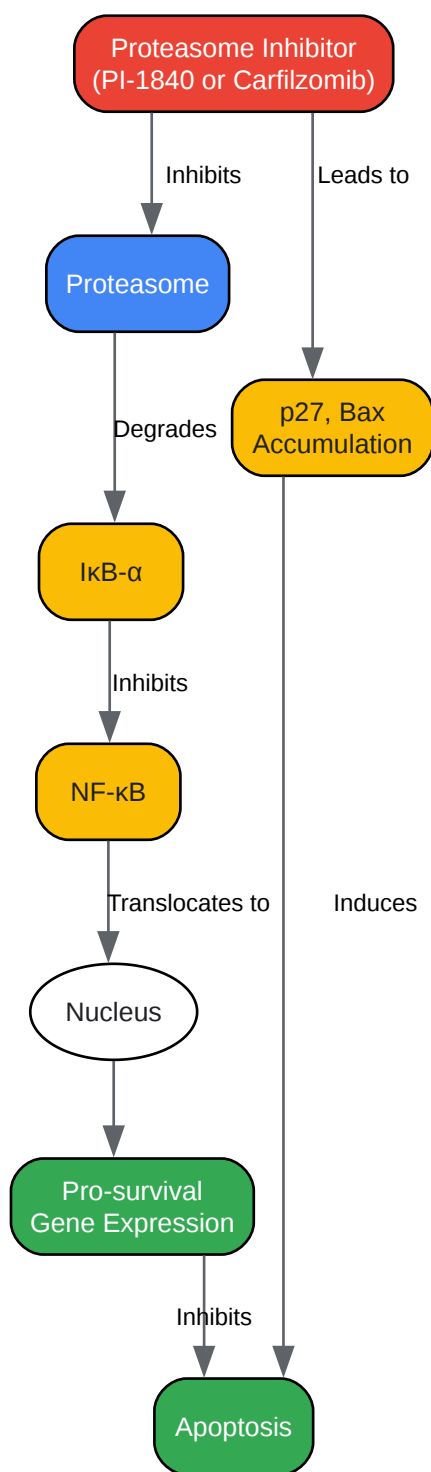 Proteasome Inhibitor
(PI-1840 or Carfilzomib)
Inhibits
Leads to
Proteasome
p27, Bax
Accumulation
Degrades
IκB-α
Inhibits
NF-κB
Translocates to
Induces
Nucleus
Pro-survival
Gene Expression
Inhibits
Apoptosis